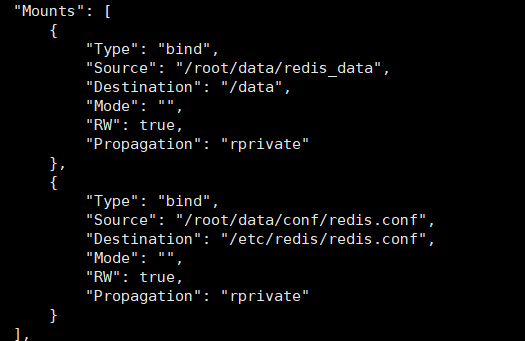 "Mounts": [
    {
        "Type": "bind",
        "Source": "/root/data/redis_data",
        "Destination": "/data",
        "Mode": "",
        "RW": true,
        "Propagation": "rprivate"
    },
    {
        "Type": "bind",
        "Source": "/root/data/conf/redis.conf",
        "Destination": "/etc/redis/redis.conf",
        "Mode": "",
        "RW": true,
        "Propagation": "rprivate"
    }
],